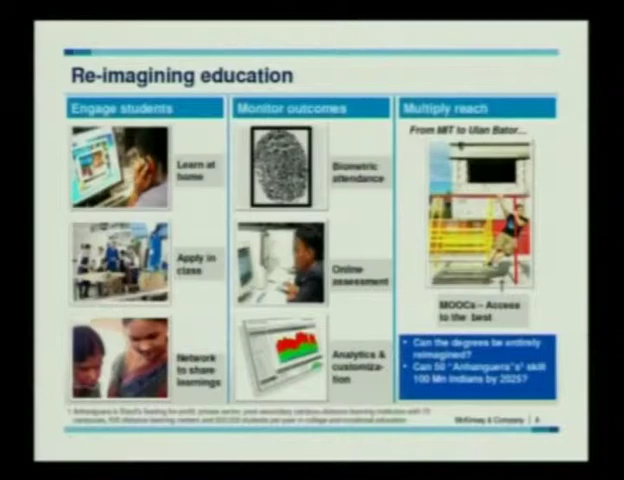 Re-imagining education
Engage students
Learn at
home
Apply in
class
Network
to share
learnings
Monitor outcomes
Biometric
attendance
Online
assessment
Analytics &
customiza-
tion
Multiply reach
From MIT to Ulan Bator...
MOOCs – Access
to the best
• Can the degrees be entirely
reimagined?
• Can 50 "Anhanguera"s' skill
100 Mn Indians by 2025?
McKinsey & Company